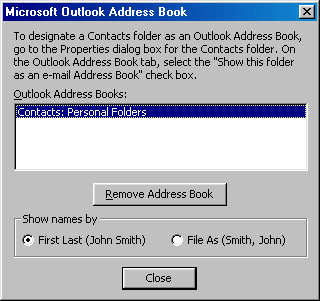 Microsoft Outlook Address Book
To designate a Contacts folder as an Outlook Address Book,
go to the Properties dialog box for the Contacts folder. On
the Outlook Address Book tab, select the "Show this folder
as an e-mail Address Book" check box.
Outlook Address Books:
Contacts: Personal Folders
Remove Address Book
Show names by
First Last (John Smith)
File As (Smith, John)
Close